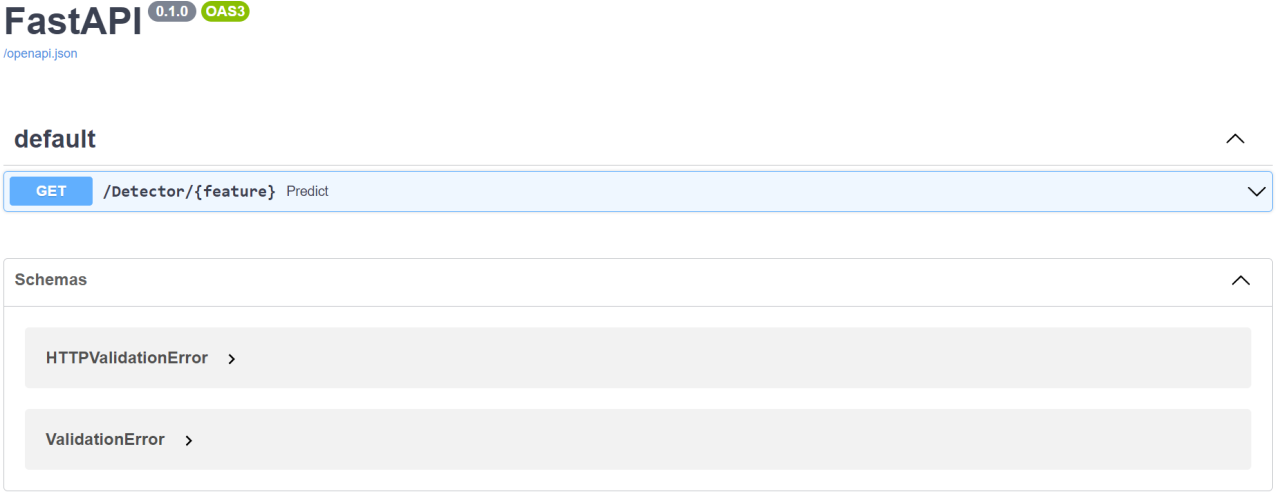 FastAPI 0.1.0 OAS3
/openapi.json
default
GET /Detector/{feature} Predict
Schemas
HTTPValidationError
ValidationError